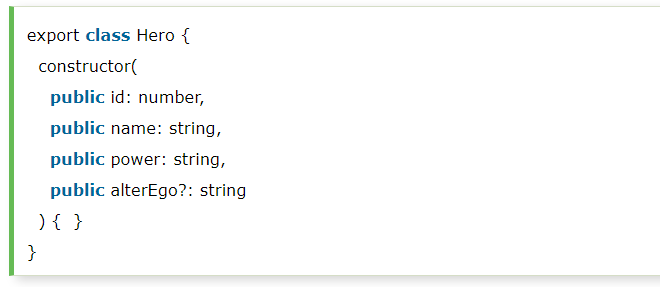 export class Hero {
constructor(
public id: number,
public name: string,
public power: string,
public alterEgo?: string
) { }
}